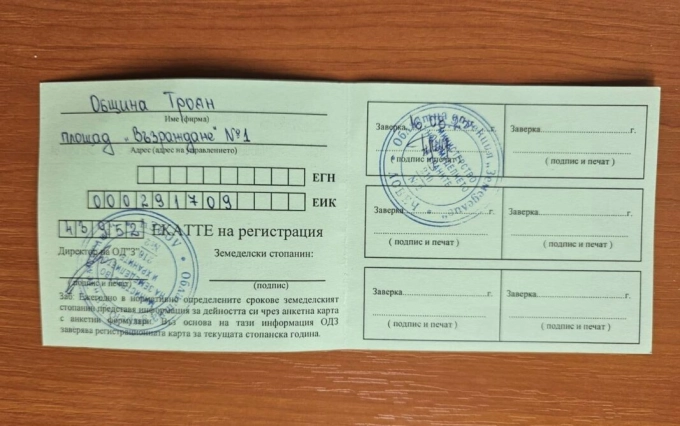 Община Троян
Име (фирма)
площад „Възраждане" №1
Адрес (адрес на управлението)
ЕГН
000291709 ЕИК
43952 ЕКАТТЕ на регистрация
Директор на ОД"З" Земеделски стопанин:
(подпис и печат) (подпис)
Заб: Ежегодно в нормативно определените срокове земеделският
стопанин представя информация за дейността си чрез анкетна карта
с анкетни формуляри. Въз основа на тази информация ОДЗ
заверява регистрационната карта за текущата стопанска година.
Заверка г.
( подпис и печат )
Заверка г.
( подпис и печат )
Заверка г.
( подпис и печат )
Заверка г.
( подпис и печат )
Заверка г.
( подпис и печат )
Заверка г.
( подпис и печат )